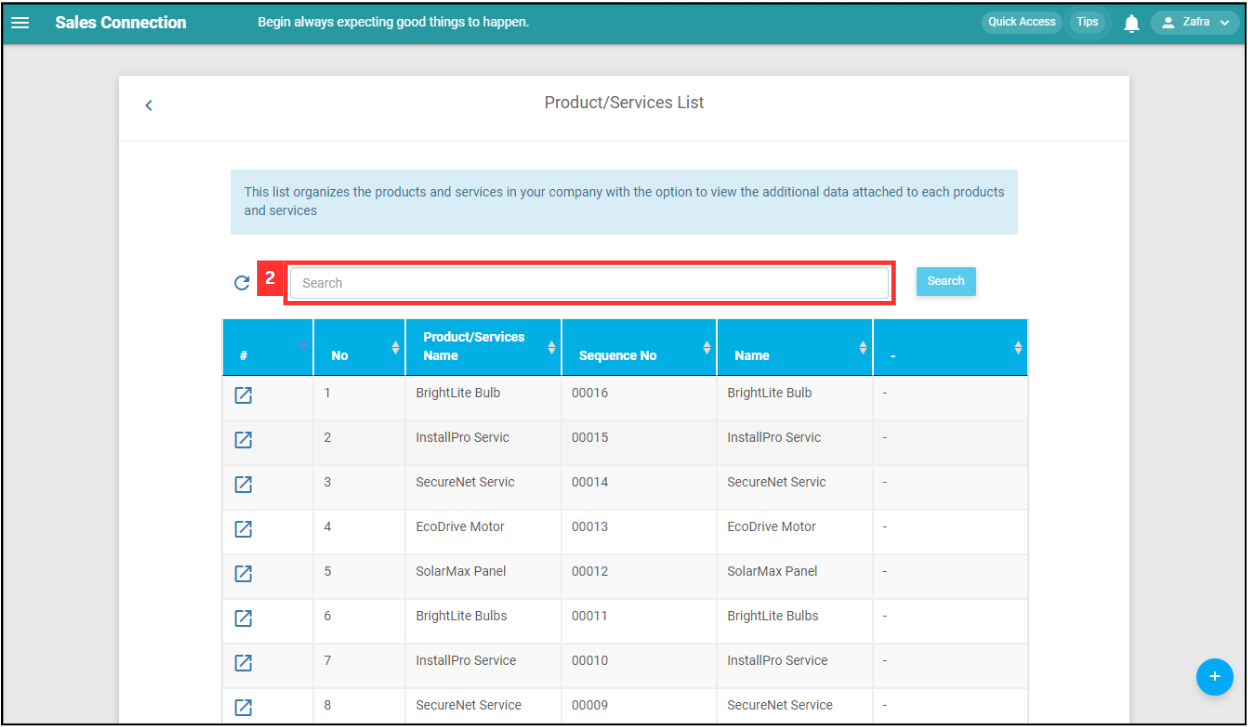 Sales Connection Begin always expecting good things to happen. Quick Access Tips Zafra
Product/Services List
This list organizes the products and services in your company with the option to view the additional data attached to each products
and services
2 Search Search
# No Product/Services Name Sequence No Name -
1 BrightLite Bulb 00016 BrightLite Bulb -
2 InstallPro Servic 00015 InstallPro Servic -
3 SecureNet Servic 00014 SecureNet Servic -
4 EcoDrive Motor 00013 EcoDrive Motor -
5 SolarMax Panel 00012 SolarMax Panel -
6 BrightLite Bulbs 00011 BrightLite Bulbs -
7 InstallPro Service 00010 InstallPro Service -
8 SecureNet Service 00009 SecureNet Service -